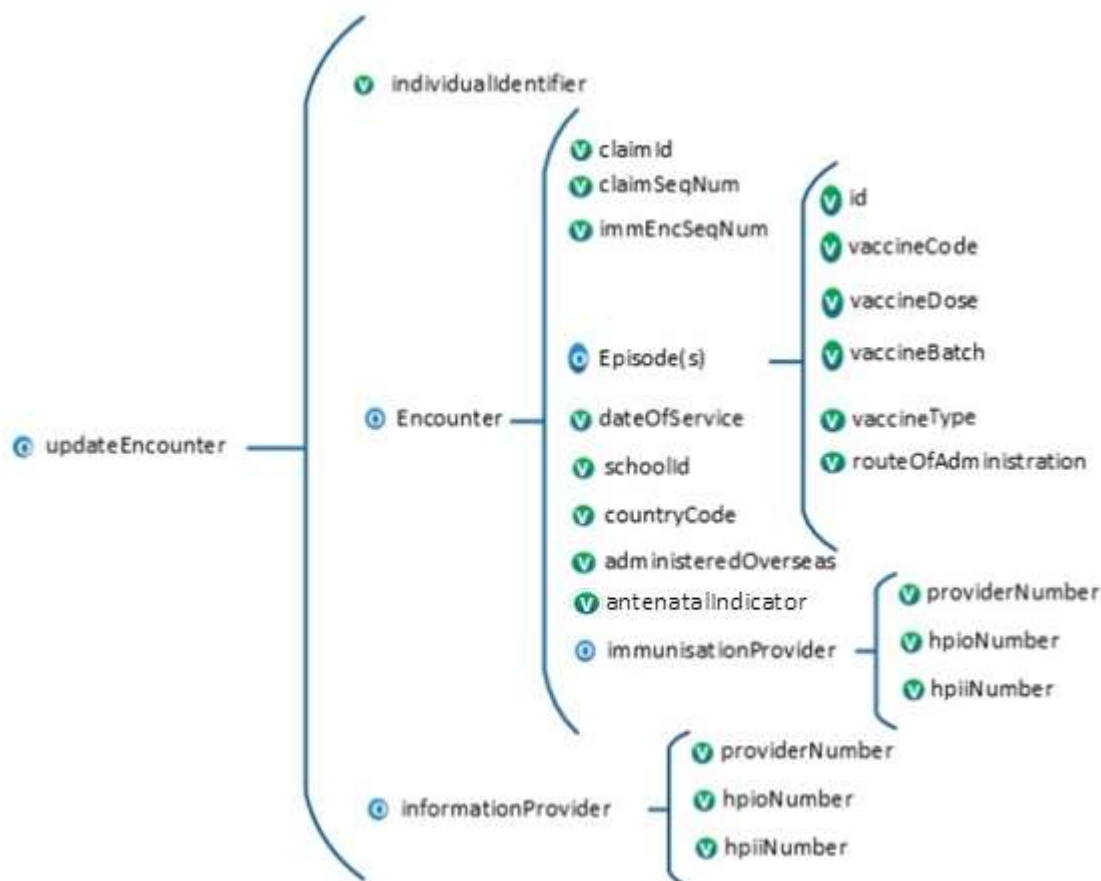 individualIdentifier
claimId
claimSeqNum
immEncSeqNum
id
vaccineCode
vaccineDose
vaccineBatch
vaccineType
routeOfAdministration
Episode(s)
dateOfService
schoolId
countryCode
administeredOverseas
antenatalIndicator
immunisationProvider
providerNumber
hpioNumber
hpiiNumber
Encounter
updateEncounter
informationProvider
providerNumber
hpioNumber
hpiiNumber